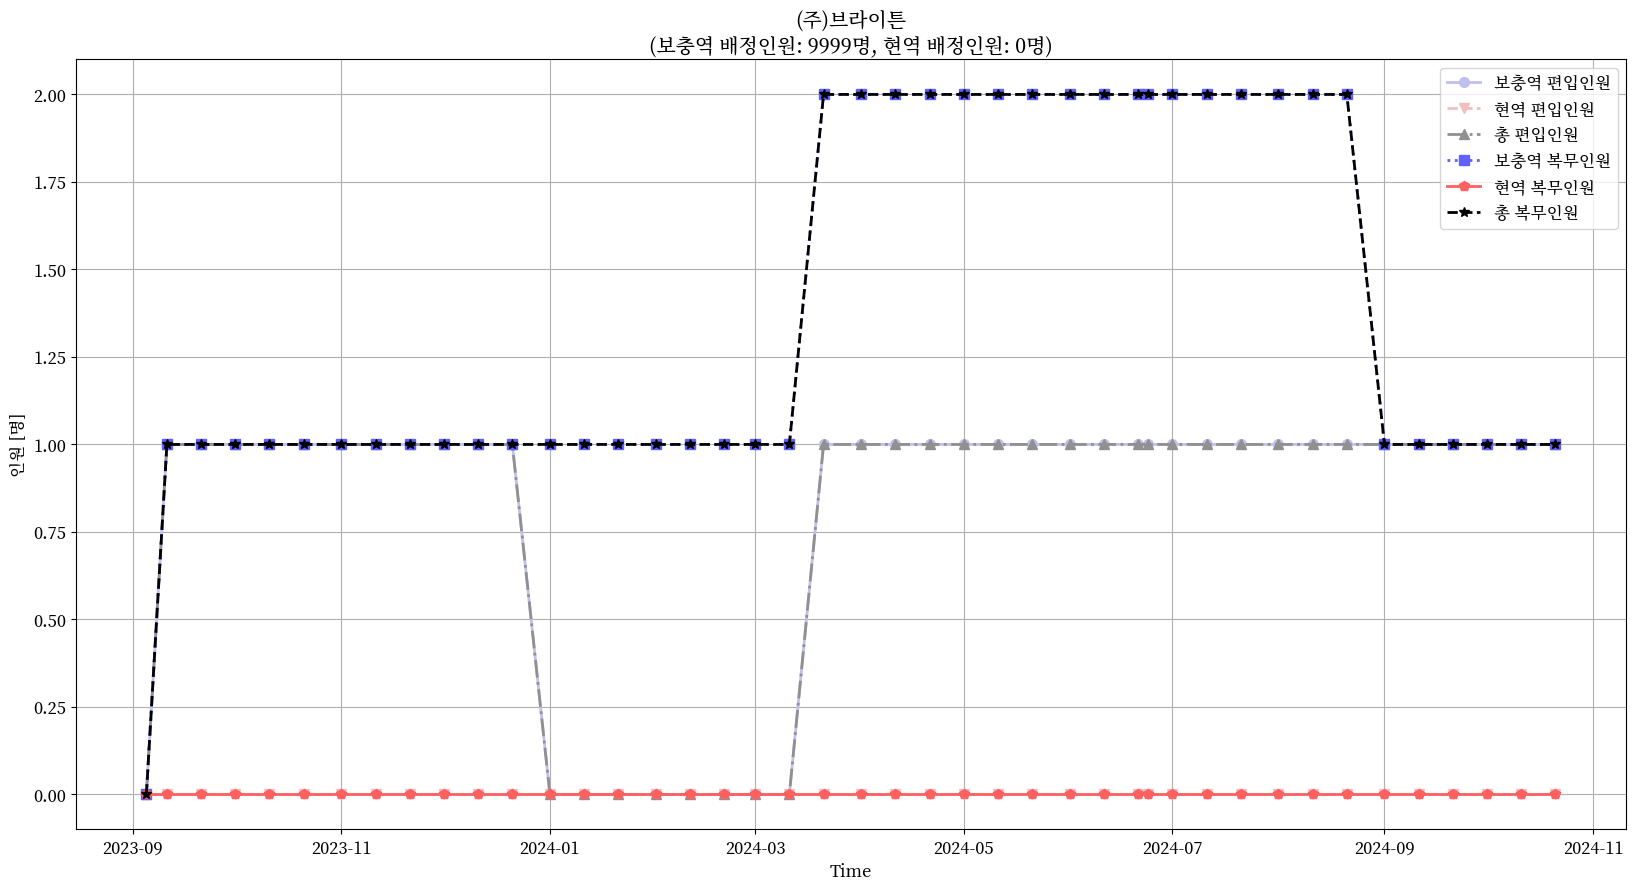 (주)브라이튼
(보충역 배정인원: 9999명, 현역 배정인원: 0명)
보충역 편입인원
현역 편입인원
총 편입인원
보충역 복무인원
현역 복무인원
총 복무인원
인원 [명]
2.00
1.75
1.50
1.25
1.00
0.75
0.50
0.25
0.00
2023-09
2023-11
2024-01
2024-03
2024-05
2024-07
2024-09
2024-11
Time